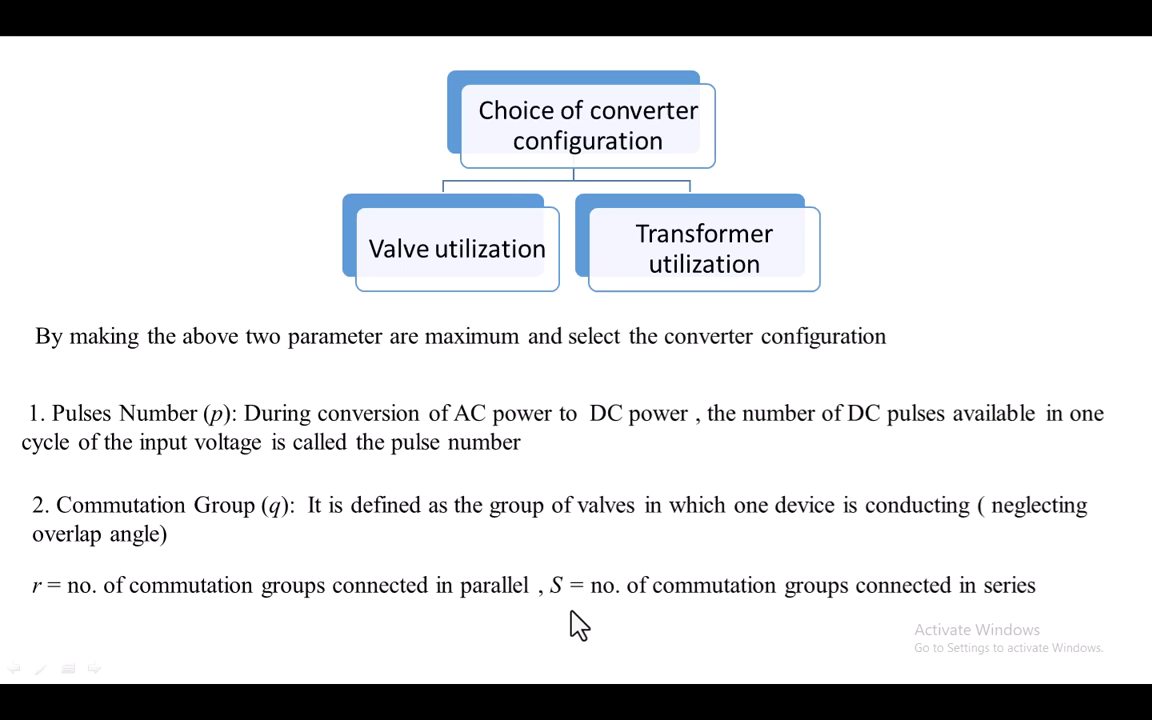 Choice of converter
configuration
Valve utilization
Transformer
utilization
By making the above two parameter are maximum and select the converter configuration
1. Pulses Number (p): During conversion of AC power to DC power , the number of DC pulses available in one
cycle of the input voltage is called the pulse number
2. Commutation Group (q): It is defined as the group of valves in which one device is conducting ( neglecting
overlap angle)
r = no. of commutation groups connected in parallel , S = no. of commutation groups connected in series
Activate Windows
Go to Settings to activate Windows.